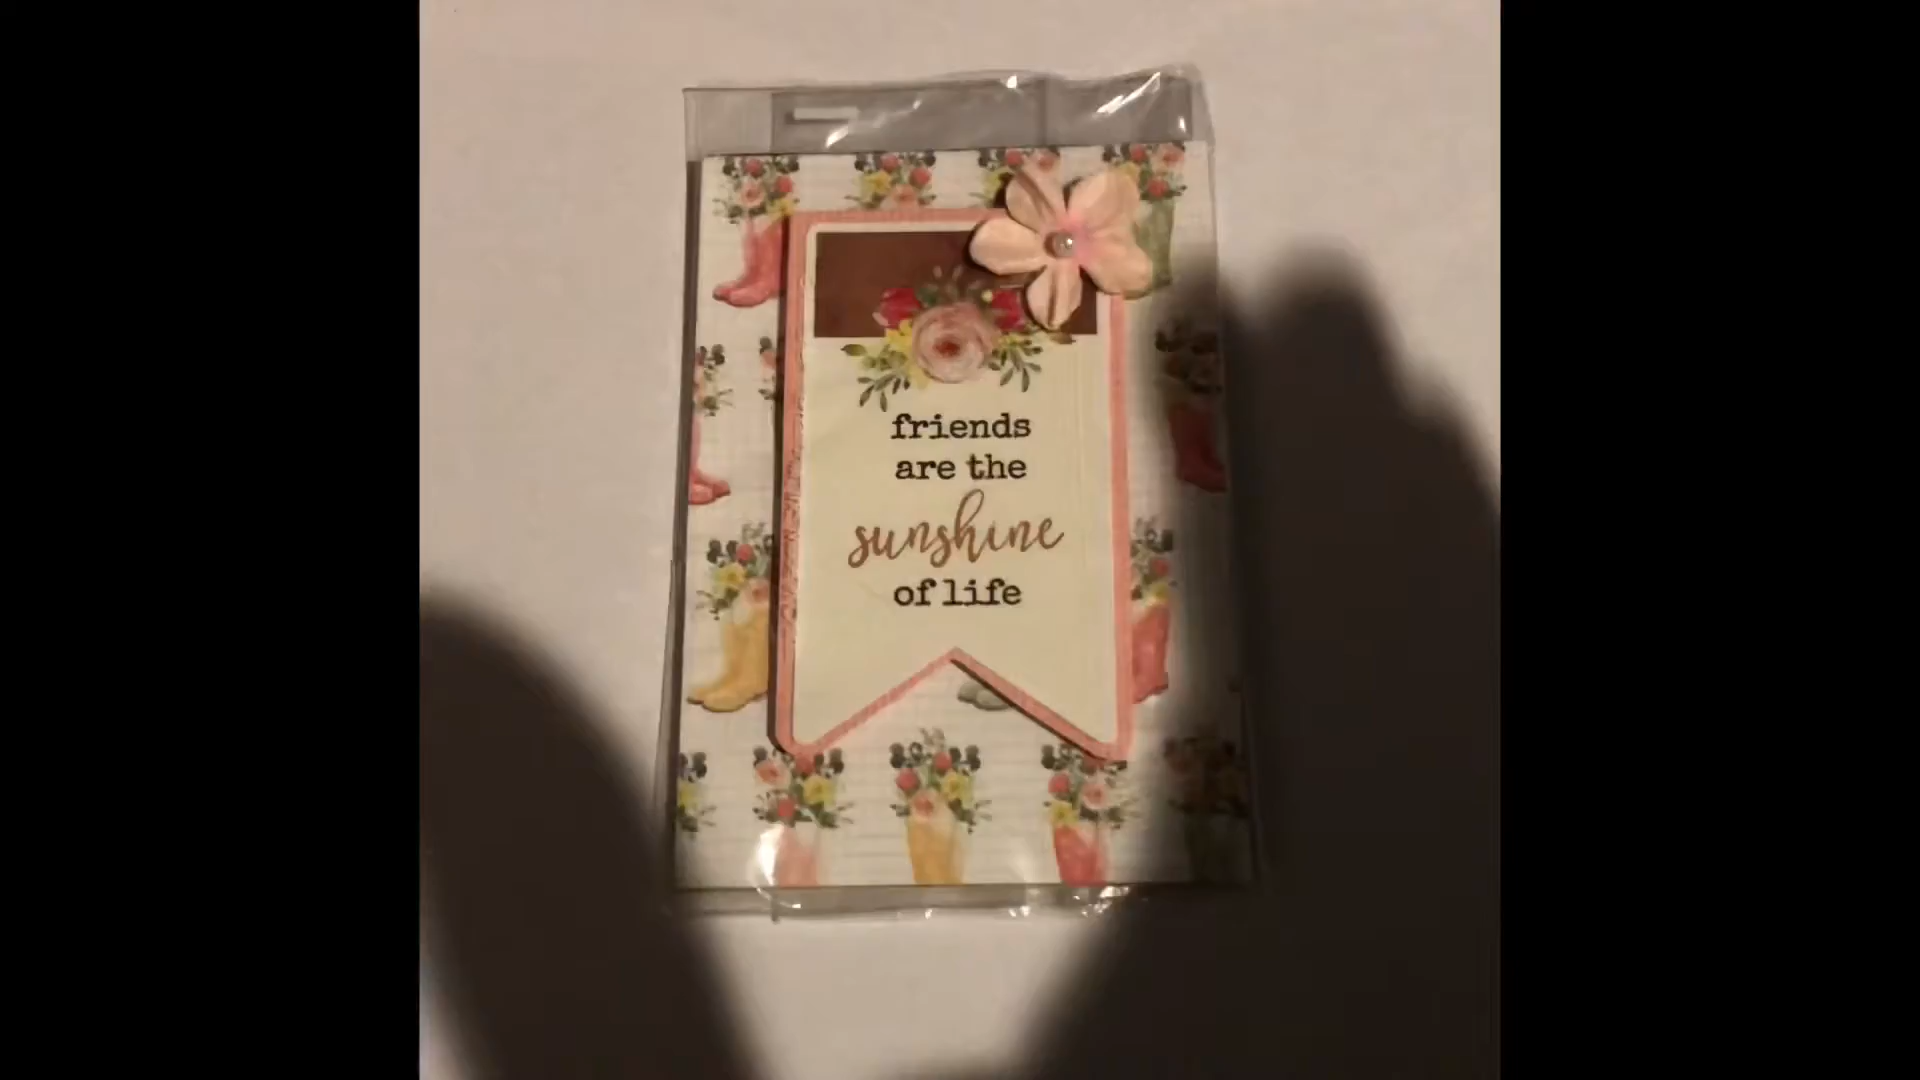 friends
are the
sunshine
of life